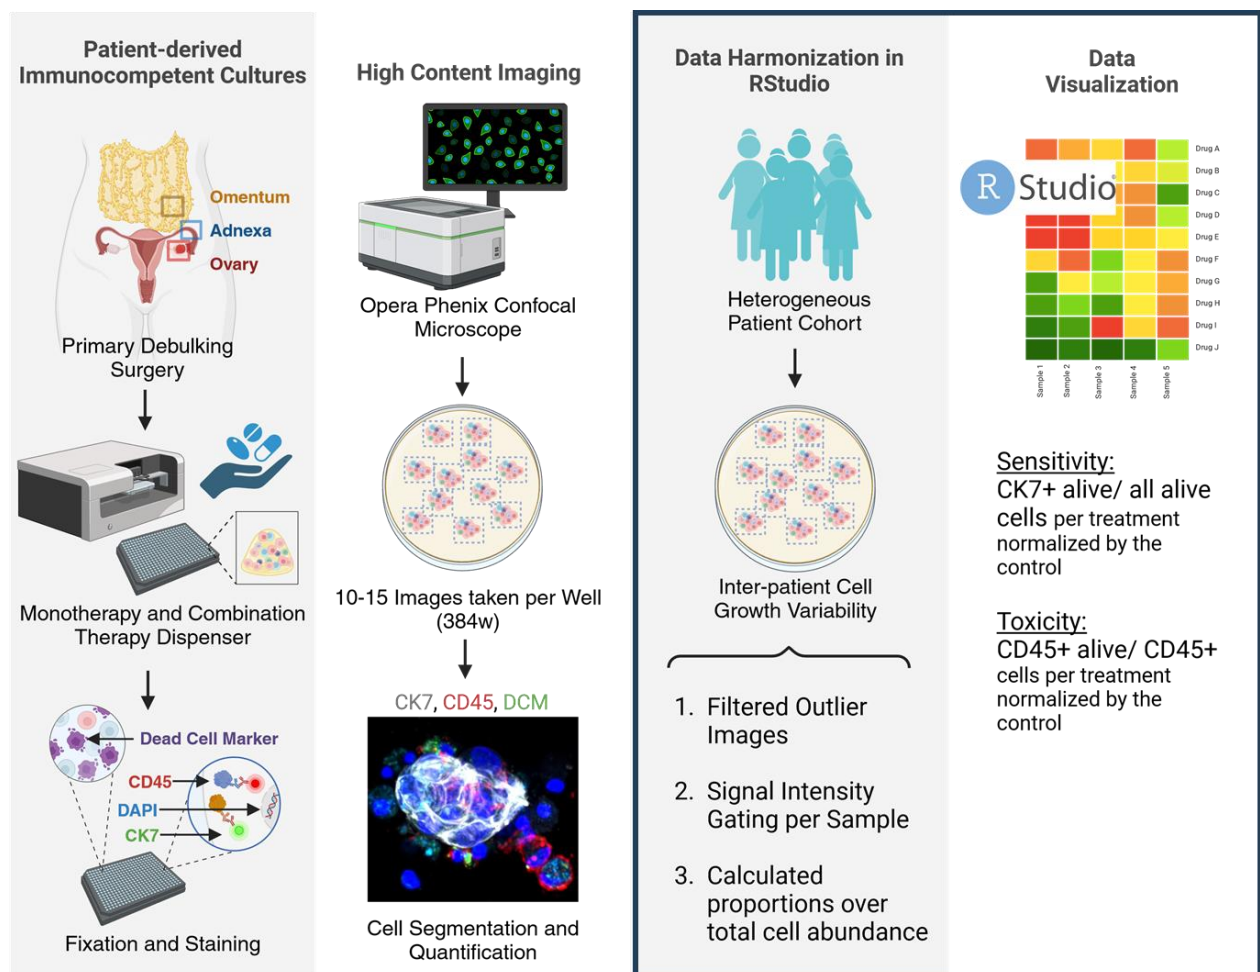 Patient-derived
Immunocompetent Cultures
Omentum
Adnexa
Ovary
Primary Debulking
Surgery
Monotherapy and Combination
Therapy Dispenser
Dead Cell Marker
CD45
DAPI
CK7
Fixation and Staining
High Content Imaging
Opera Phenix Confocal
Microscope
10-15 Images taken per Well
(384w)
CK7, CD45, DCM
Cell Segmentation and
Quantification
Data Harmonization in
RStudio
Heterogeneous
Patient Cohort
Inter-patient Cell
Growth Variability
1. Filtered Outlier
Images
2. Signal Intensity
Gating per Sample
3. Calculated
proportions over
total cell abundance
Data
Visualization
R Studio
Drug A
Drug B
Drug C
Drug D
Drug E
Drug F
Drug G
Drug H
Drug I
Drug J
Sample 1
Sample 2
Sample 3
Sample 4
Sample 5
Sensitivity:
CK7+ alive/ all alive
cells per treatment
normalized by the
control
Toxicity:
CD45+ alive/ CD45+
cells per treatment
normalized by the
control